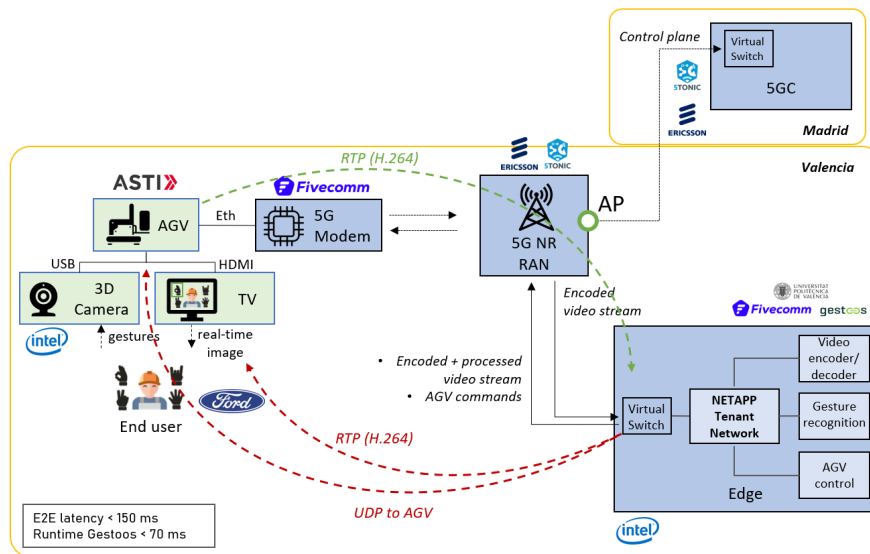 Control plane
Virtual
Switch
5GC
5TONIC
ERICSSON
Madrid
Valencia
RTP (H.264)
ERICSSON
5TONIC
ASTI
Fivecomm
AGV
Eth
5G
Modem
5G NR
RAN
AP
USB
HDMI
3D
Camera
TV
intel
gestures
real-time
image
End user
Ford
Encoded
video stream
• Encoded + processed
video stream
• AGV commands
UNIVERSITAT
POLITÈCNICA
DE VALÈNCIA
Fivecomm
gestoos
Video
encoder/
decoder
Virtual
Switch
NETAPP
Tenant
Network
Gesture
recognition
AGV
control
Edge
intel
RTP (H.264)
UDP to AGV
E2E latency < 150 ms
Runtime Gestoos < 70 ms